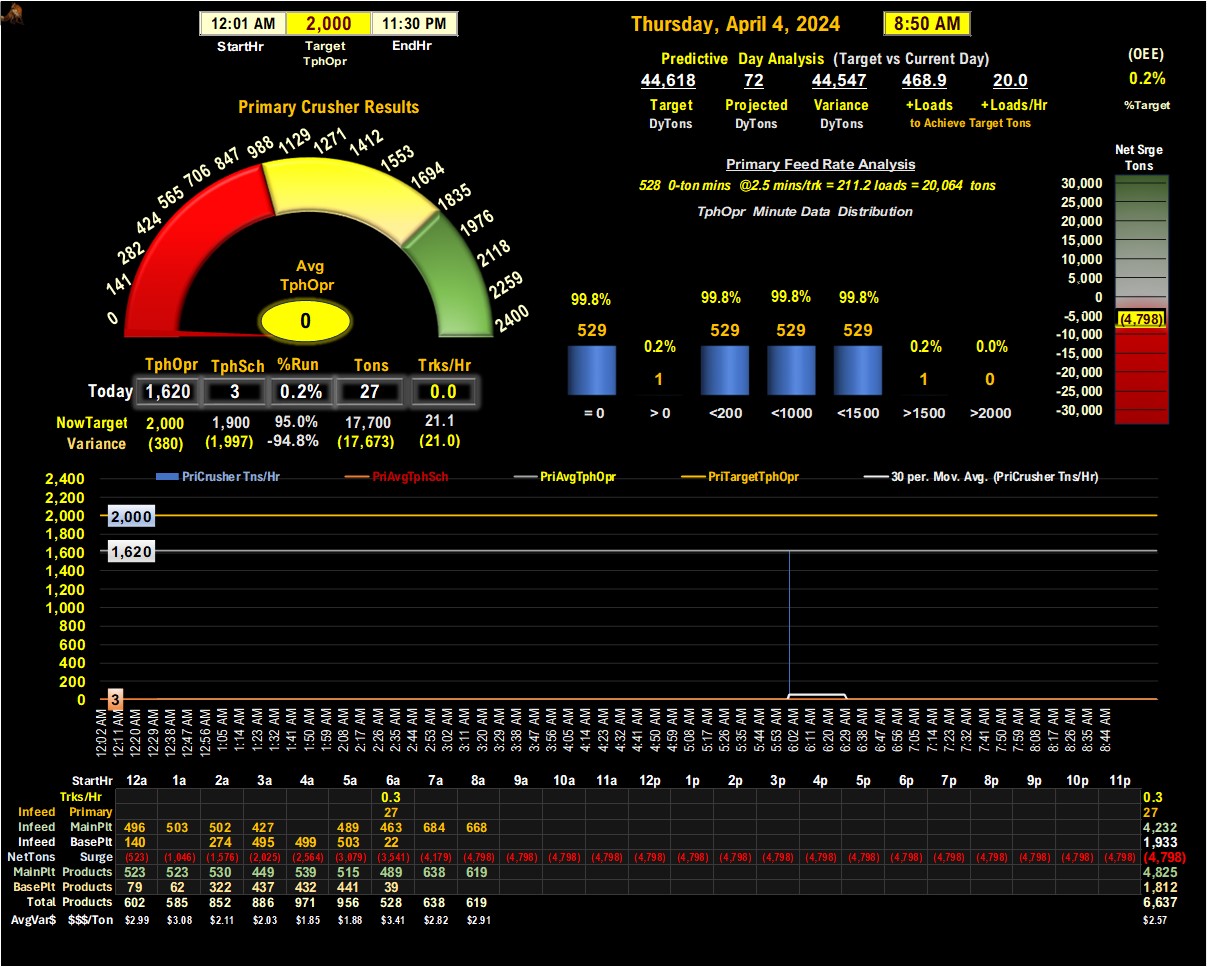 12:01 AM 2,000 11:30 PM
StartHr Target EndHr
TphOpr
Thursday, April 4, 2024 8:50 AM
Predictive Day Analysis (Target vs Current Day)
44,618 72 44,547 468.9 20.0
Target Projected Variance +Loads +Loads/Hr
DyTons DyTons DyTons to Achieve Target Tons
(OEE)
0.2%
%Target
Primary Crusher Results
0 141 282 424 565 706 847 988 1129 1271 1412 1553 1694 1835 1976 2118 2259 2400
Avg
TphOpr
0
Primary Feed Rate Analysis
528 0-ton mins @2.5 mins/trk = 211.2 loads = 20,064 tons
TphOpr Minute Data Distribution
99.8% 0.2% 99.8% 99.8% 99.8% 0.2% 0.0%
529 1 529 529 529 1 0
= 0 > 0 <200 <1000 <1500 >1500 >2000
Net Srge
Tons
30,000
25,000
20,000
15,000
10,000
5,000
0
-5,000
(4,798)
-10,000
-15,000
-20,000
-25,000
-30,000
TphOpr TphSch %Run Tons Trks/Hr
Today 1,620 3 0.2% 27 0.0
NowTarget 2,000 1,900 95.0% 17,700 21.1
Variance (380) (1,997) -94.8% (17,673) (21.0)
PriCrusher Tns/Hr PriAvgTphSch PriAvgTphOpr PriTargetTphOpr 30 per. Mov. Avg. (PriCrusher Tns/Hr)
2,400
2,200
2,000 2,000
1,800
1,600 1,620
1,400
1,200
1,000
800
600
400
200
0 3
12:02 AM 12:11 AM 12:20 AM 12:29 AM 12:38 AM 12:47 AM 12:56 AM 1:05 AM 1:14 AM 1:23 AM 1:32 AM 1:41 AM 1:50 AM 1:59 AM 2:08 AM 2:17 AM 2:26 AM 2:35 AM 2:44 AM 2:53 AM 3:02 AM 3:11 AM 3:20 AM 3:29 AM 3:38 AM 3:47 AM 3:56 AM 4:05 AM 4:14 AM 4:23 AM 4:32 AM 4:41 AM 4:50 AM 4:59 AM 5:08 AM 5:17 AM 5:26 AM 5:35 AM 5:44 AM 5:53 AM 6:02 AM 6:11 AM 6:20 AM 6:29 AM 6:38 AM 6:47 AM 6:56 AM 7:05 AM 7:14 AM 7:23 AM 7:32 AM 7:41 AM 7:50 AM 7:59 AM 8:08 AM 8:17 AM 8:26 AM 8:35 AM 8:44 AM
StartHr 12a 1a 2a 3a 4a 5a 6a 7a 8a 9a 10a 11a 12p 1p 2p 3p 4p 5p 6p 7p 8p 9p 10p 11p
Trks/Hr 0.3 0.3
Infeed Primary 27 27
Infeed MainPlt 496 503 502 427 489 463 684 668 4,232
Infeed BasePlt 140 274 495 499 503 22 1,933
NetTons Surge (523) (1,046) (1,576) (2,025) (2,564) (3,079) (3,541) (4,179) (4,798) (4,798) (4,798) (4,798) (4,798) (4,798) (4,798) (4,798) (4,798) (4,798) (4,798) (4,798) (4,798) (4,798) (4,798) (4,798) (4,798)
MainPlt Products 523 523 530 449 539 515 489 638 619 4,825
BasePlt Products 79 62 322 437 432 441 39 1,812
Total Products 602 585 852 886 971 956 528 638 619 6,637
AvgVar$ $$$/Ton $2.99 $3.08 $2.11 $2.03 $1.85 $1.88 $3.41 $2.82 $2.91 $2.57